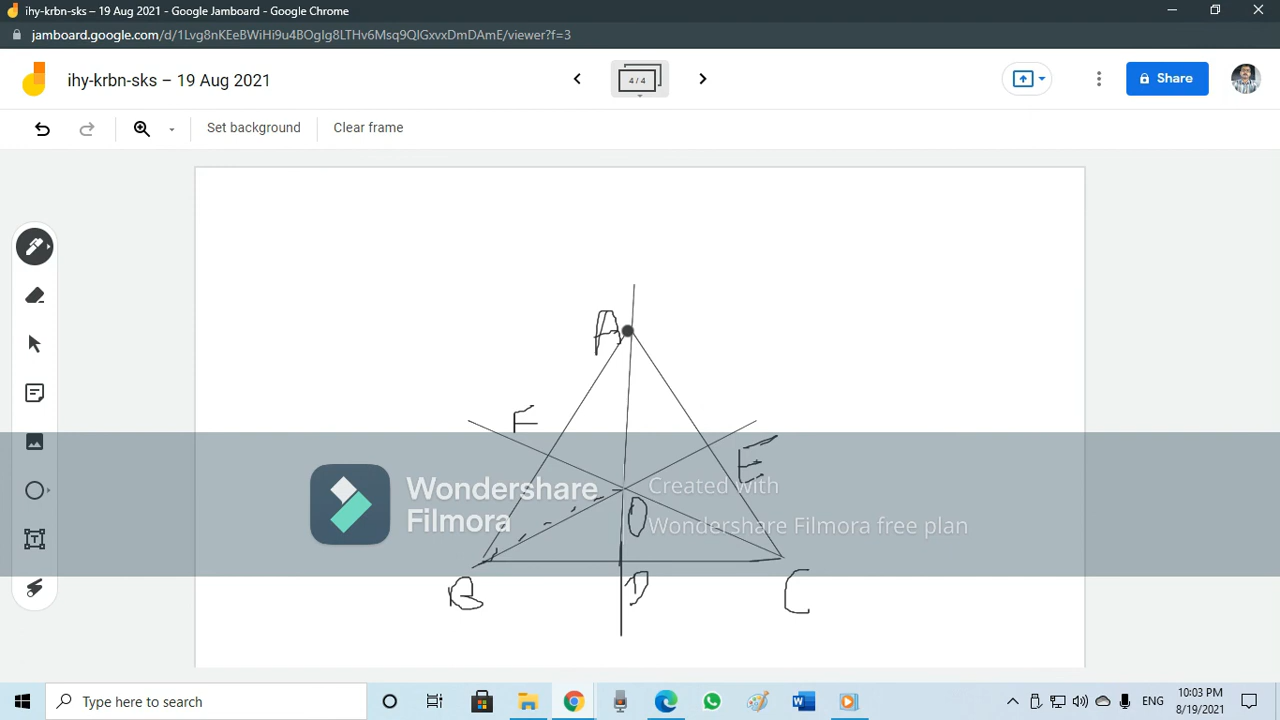 ihy-krbn-sks – 19 Aug 2021 - Google Jamboard - Google Chrome
jamboard.google.com/d/1Lvg8nKEeBWiHi9u4BOgIg8LTHv6Msq9QlGxvxDmDAmE/viewer?f=3
ihy-krbn-sks – 19 Aug 2021
4 / 4
Share
Set background
Clear frame
A
F
E
Wondershare
Filmora
Created with
Wondershare Filmora free plan
O
B
D
C
Type here to search
ENG
10:03 PM
8/19/2021